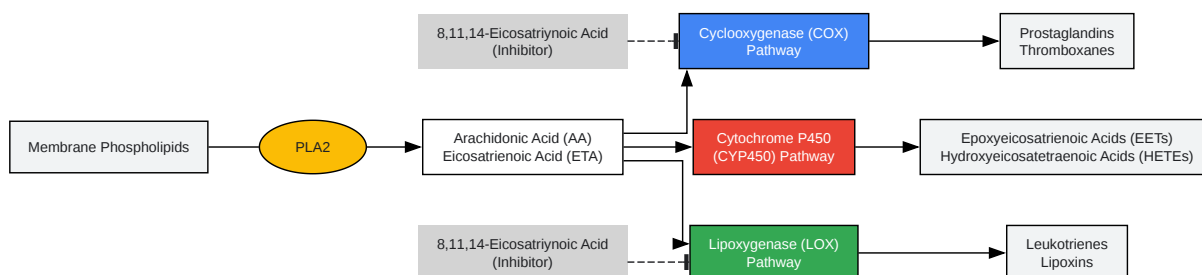 8,11,14-Eicosatriynoic Acid
(Inhibitor)
Cyclooxygenase (COX)
Pathway
Prostaglandins
Thromboxanes
Membrane Phospholipids
PLA2
Arachidonic Acid (AA)
Eicosatrienoic Acid (ETA)
Cytochrome P450
(CYP450) Pathway
Epoxyeicosatrienoic Acids (EETs)
Hydroxyeicosatetraenoic Acids (HETEs)
8,11,14-Eicosatriynoic Acid
(Inhibitor)
Lipoxygenase (LOX)
Pathway
Leukotrienes
Lipoxins